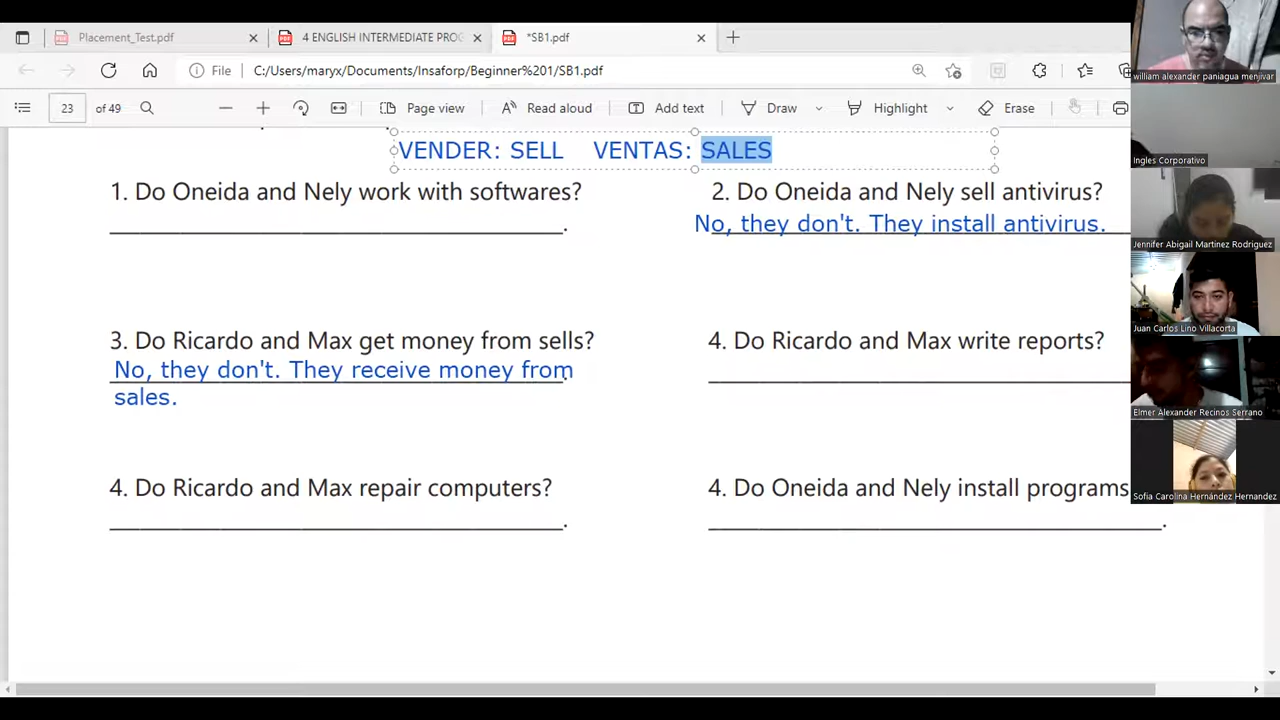 Placement_Test.pdf
4 ENGLISH INTERMEDIATE PROG
*SB1.pdf
File
C:/Users/maryx/Documents/Insaforp/Beginner%201/SB1.pdf
23 of 49
Page view
Read aloud
Add text
Draw
Highlight
Erase
VENDER: SELL VENTAS: SALES
1. Do Oneida and Nely work with softwares?
2. Do Oneida and Nely sell antivirus?
No, they don't. They install antivirus.
3. Do Ricardo and Max get money from sells?
No, they don't. They receive money from
sales.
4. Do Ricardo and Max write reports?
4. Do Ricardo and Max repair computers?
4. Do Oneida and Nely install programs
william alexander paniagua menjivar
Ingles Corporativo
Jennifer Abigail Martinez Rodriguez
Juan Carlos Lino Villacorta
Elmer Alexander Recinos Serrano
Sofia Carolina Hernández Hernandez